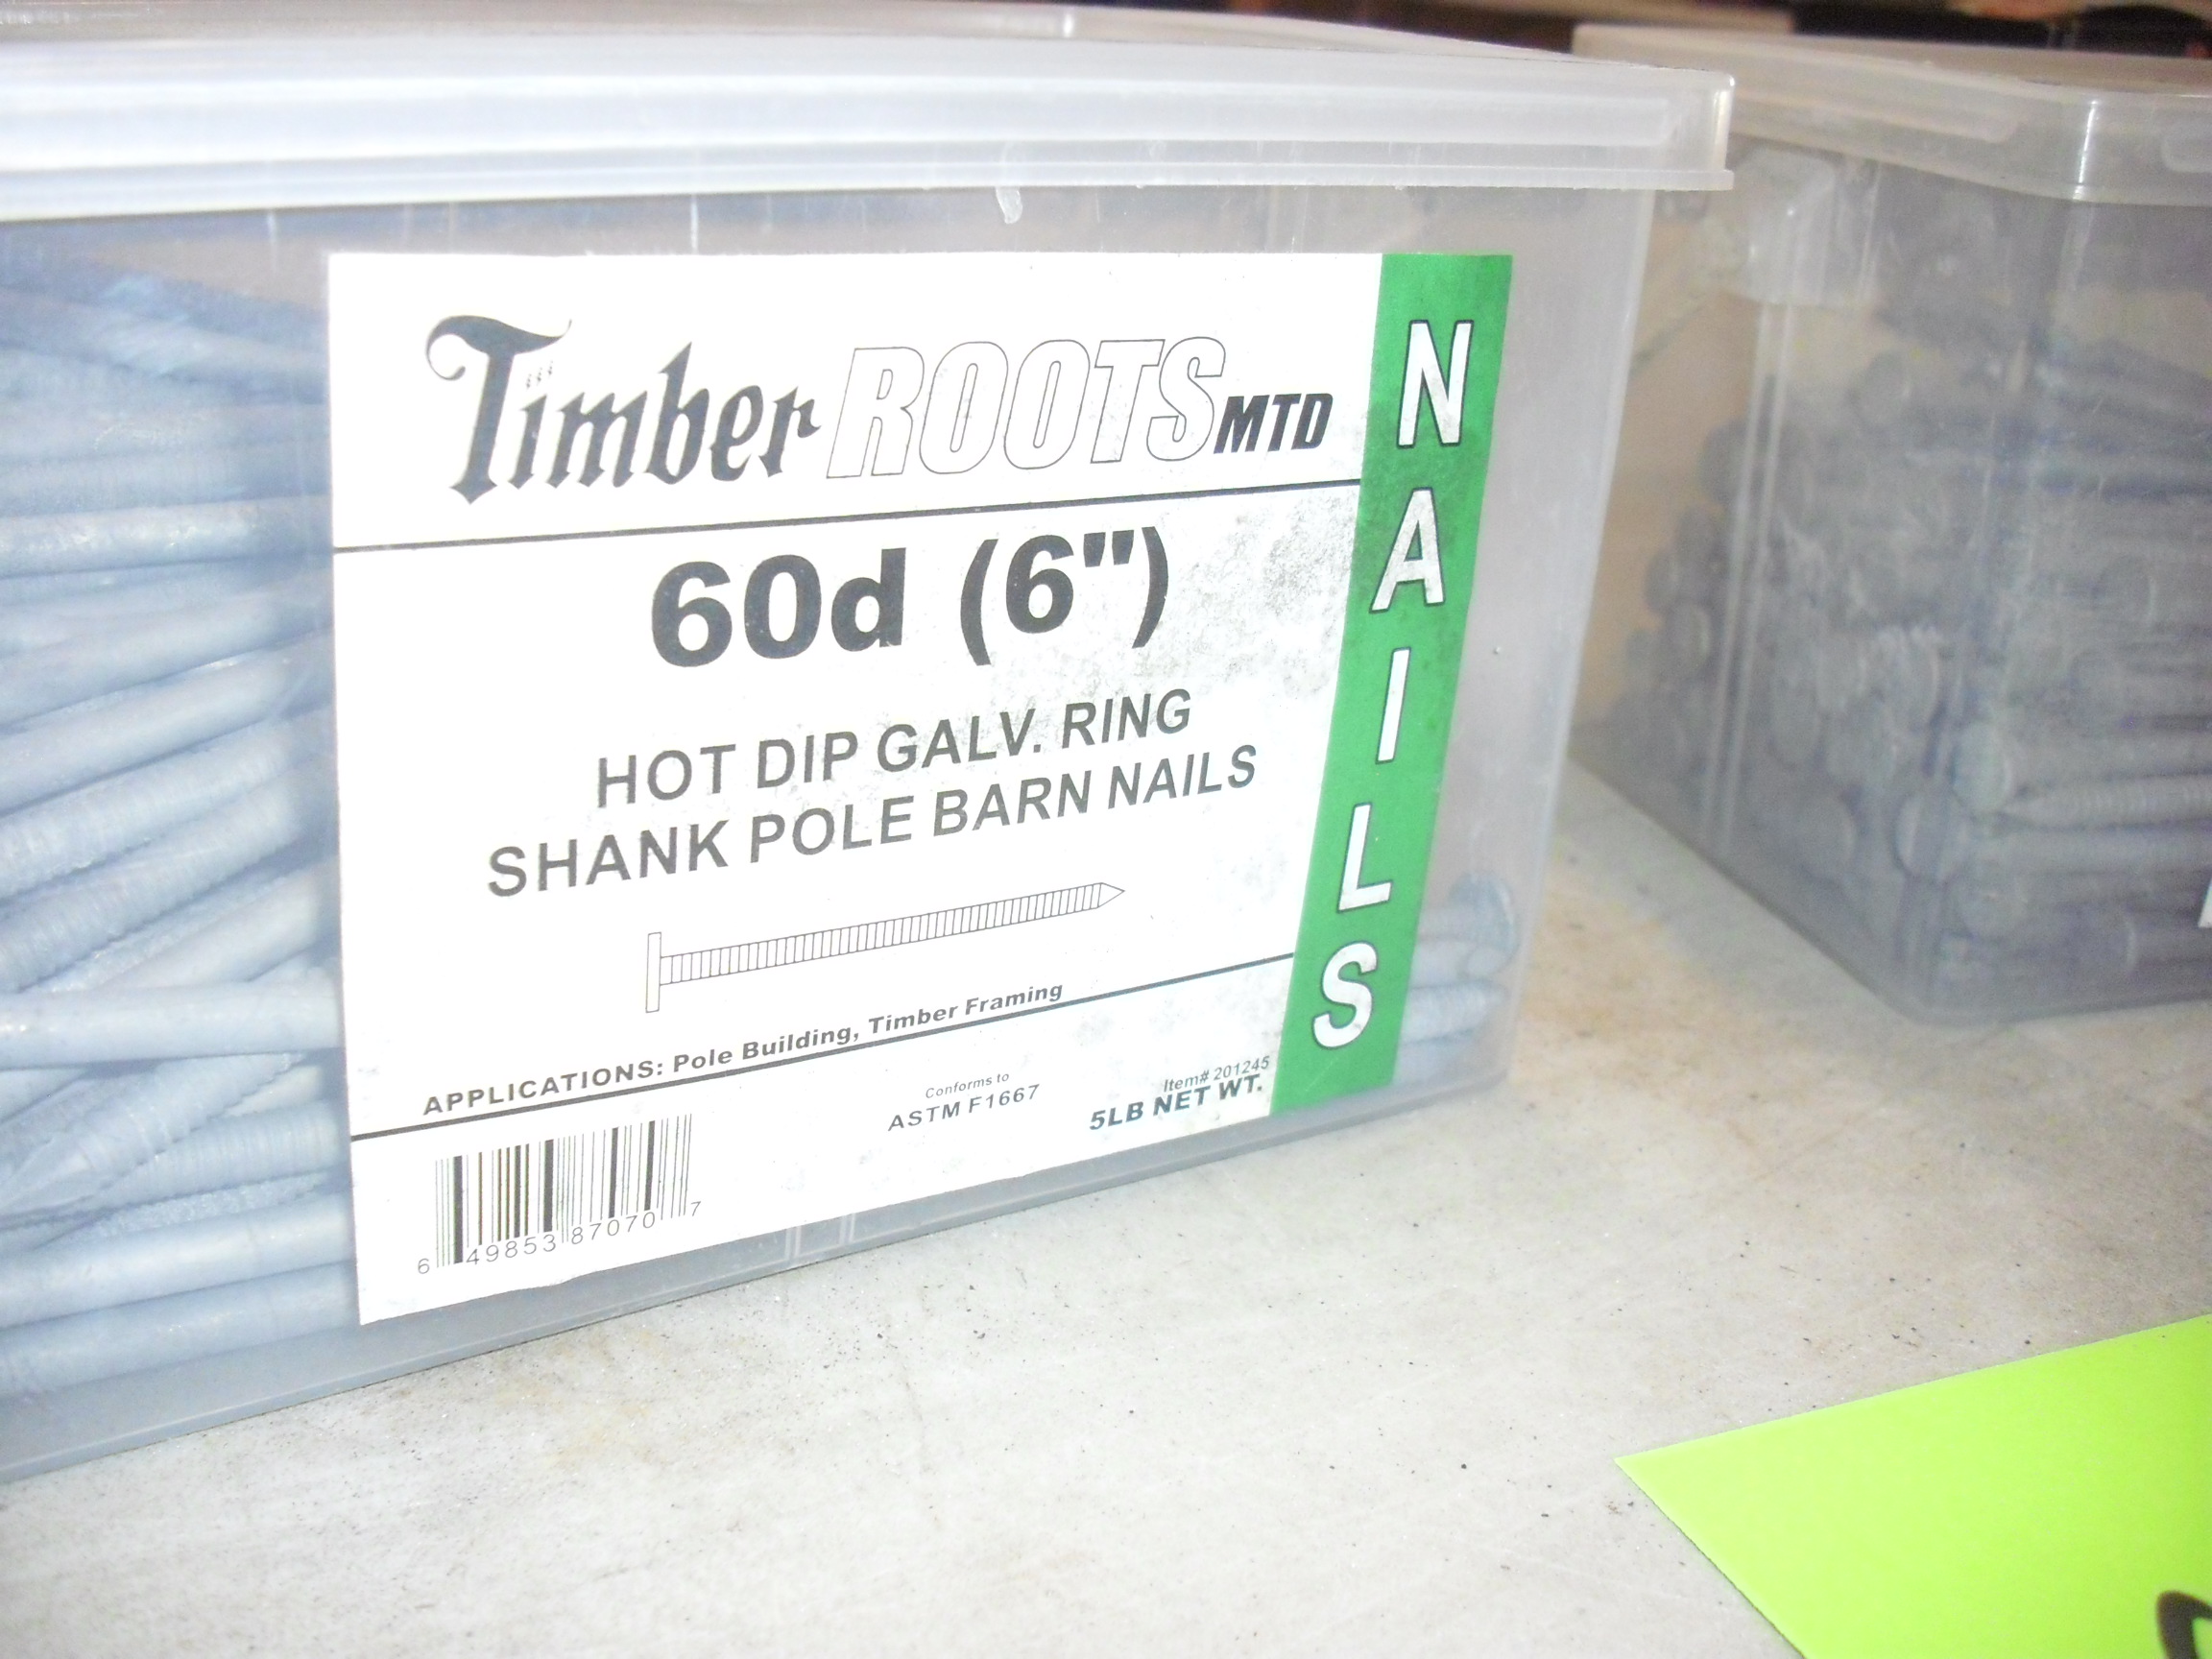 Timber ROOTS MTD
60d (6")
HOT DIP GALV. RING
SHANK POLE BARN NAILS
APPLICATIONS: Pole Building, Timber Framing
Conforms to
ASTM F1667
Item# 201245
5LB NET WT.
6 49853 87070 7
NAILS